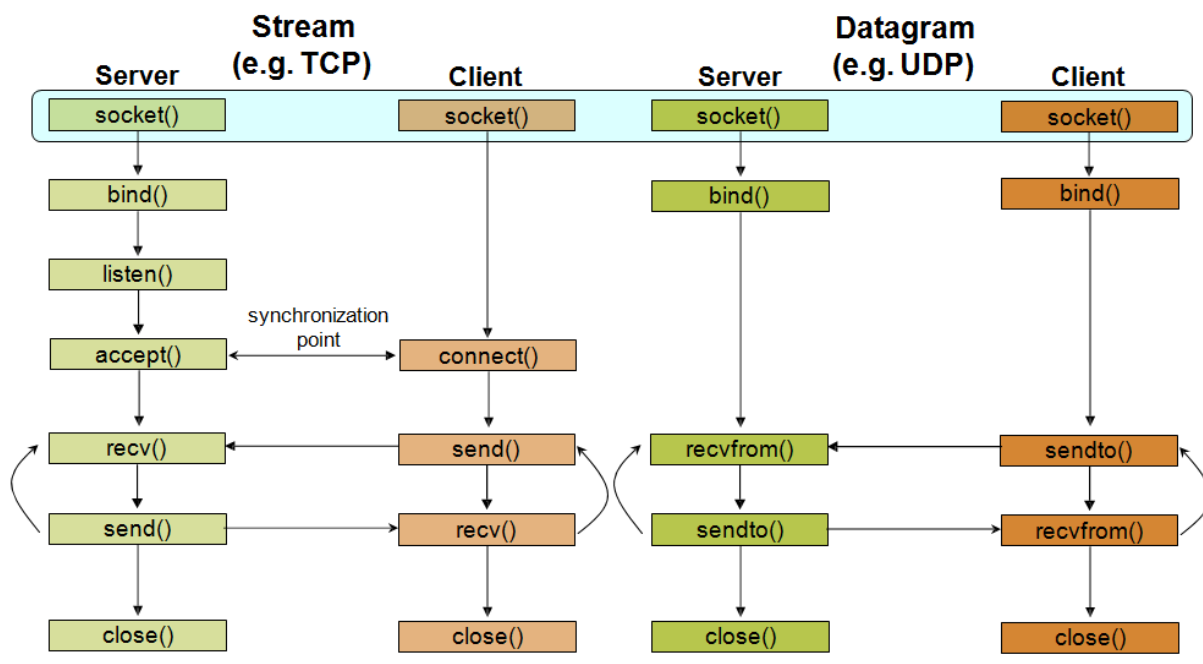 Stream
(e.g. TCP)
Datagram
(e.g. UDP)
Server
Client
Server
Client
socket()
socket()
socket()
socket()
bind()
bind()
bind()
listen()
synchronization
point
accept()
connect()
recv()
send()
recvfrom()
sendto()
send()
recv()
sendto()
recvfrom()
close()
close()
close()
close()